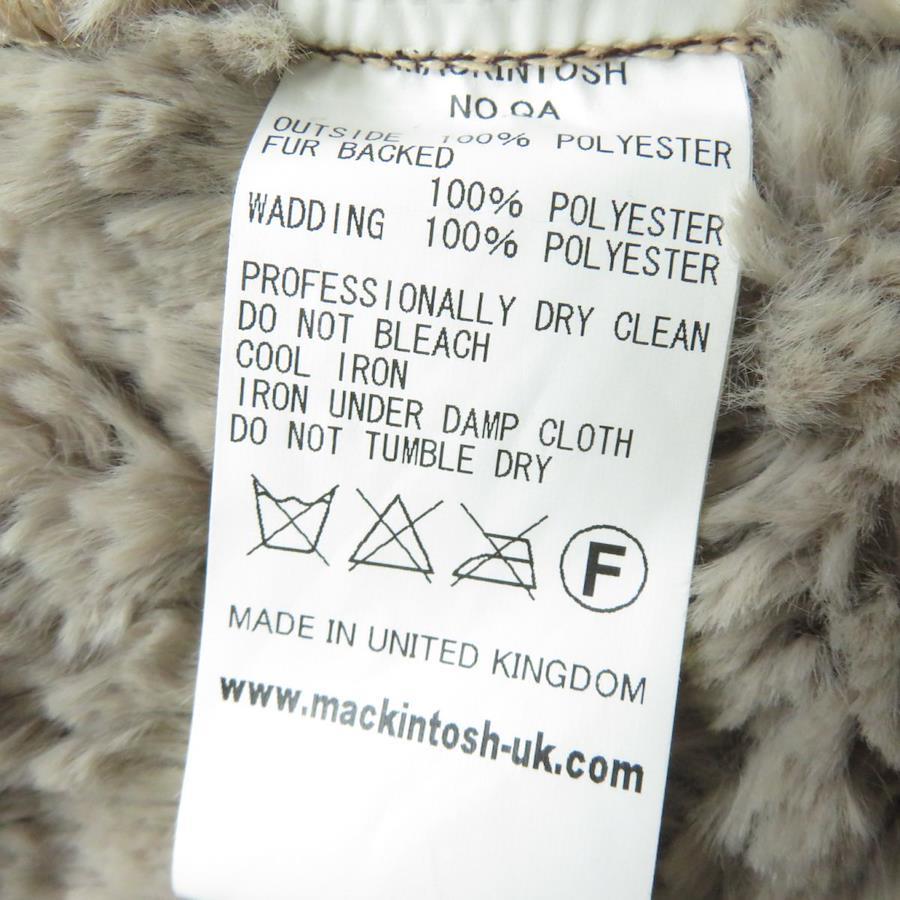 MACKINTOSH
NO QA
OUTSIDE 100% POLYESTER
FUR BACKED
100% POLYESTER
WADDING 100% POLYESTER
PROFESSIONALLY DRY CLEAN
DO NOT BLEACH
COOL IRON
IRON UNDER DAMP CLOTH
DO NOT TUMBLE DRY
F
MADE IN UNITED KINGDOM
www.mackintosh-uk.com